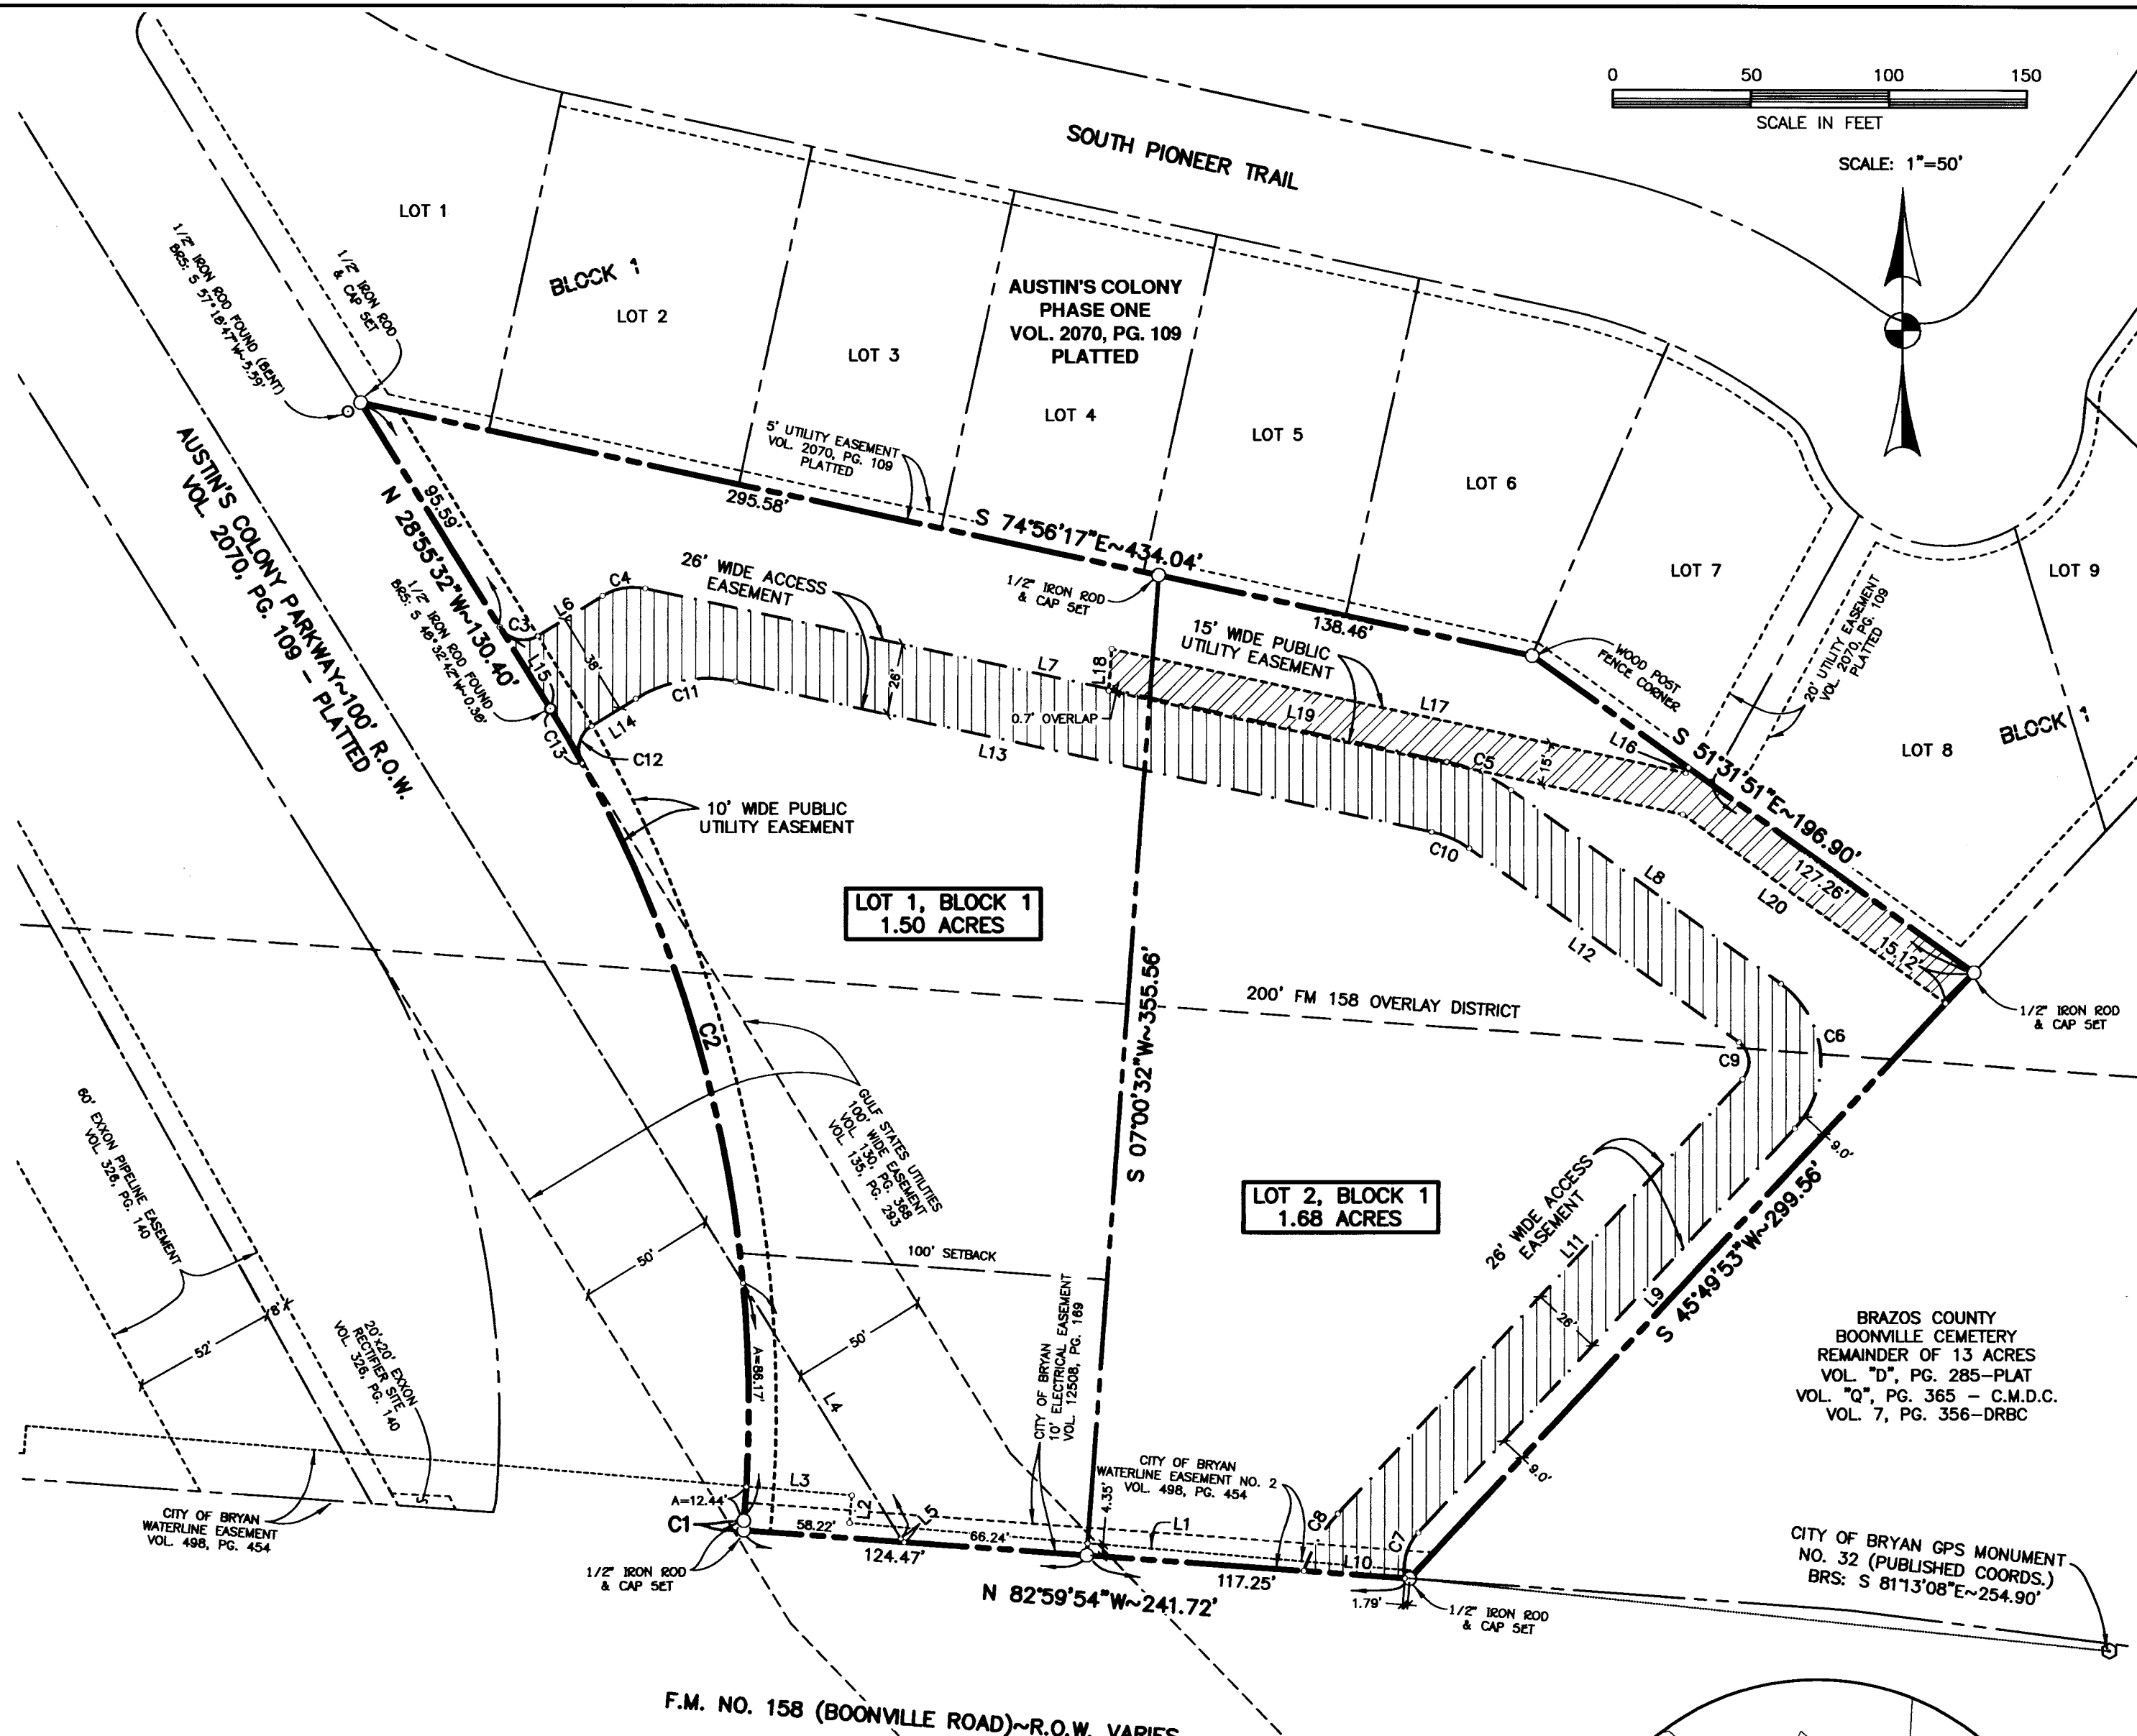 0 50 100 150
SCALE IN FEET
SCALE: 1"=50'
SOUTH PIONEER TRAIL
LOT 1
BLOCK 1
LOT 2
LOT 3
AUSTIN'S COLONY
PHASE ONE
VOL. 2070, PG. 109
PLATTED
LOT 4
LOT 5
LOT 6
LOT 7
LOT 9
LOT 8
BLOCK 1
1/2" IRON ROD FOUND (BENT)
BRS: S 57°18'47"W~5.59'
1/2" IRON ROD
& CAP SET
5' UTILITY EASEMENT
VOL. 2070, PG. 109
PLATTED
295.58'
S 74°56'17"E~434.04'
138.46'
1/2" IRON ROD
& CAP SET
WOOD POST
FENCE CORNER
20' UTILITY EASEMENT
VOL. 2070, PG. 109
PLATTED
AUSTIN'S COLONY PARKWAY~100' R.O.W.
VOL. 2070, PG. 109 - PLATTED
95.59'
N 28°55'32"W~130.40'
1/2" IRON ROD FOUND
BRS: S 46°32'42"W~0.36'
26' WIDE ACCESS
EASEMENT
15' WIDE PUBLIC
UTILITY EASEMENT
C3
L6
C4
38'
L15
L14
C11
C12
C13
L7
26'
L13
L18
0.7' OVERLAP
L19
L17
C5
15'
L16
S 51°31'51"E~196.90'
127.26'
L20
15.12'
1/2" IRON ROD
& CAP SET
C10
L8
L12
C9
C6
10' WIDE PUBLIC
UTILITY EASEMENT
LOT 1, BLOCK 1
1.50 ACRES
200' FM 158 OVERLAY DISTRICT
S 07°00'32"W~355.56'
C2
GULF STATES UTILITIES
100' WIDE EASEMENT
VOL. 130, PG. 368
VOL. 135, PG. 293
LOT 2, BLOCK 1
1.68 ACRES
26' WIDE ACCESS
EASEMENT
9.0'
L11
L9
26'
9.0'
S 45°49'53"W~299.56'
BRAZOS COUNTY
BOONVILLE CEMETERY
REMAINDER OF 13 ACRES
VOL. "D", PG. 285-PLAT
VOL. "Q", PG. 365 - C.M.D.C.
VOL. 7, PG. 356-DRBC
60' EXXON PIPELINE EASEMENT
VOL. 326, PG. 140
52'
8'
20'x20' EXXON
RECTIFIER SITE
VOL. 326, PG. 140
50'
50'
100' SETBACK
A=86.17'
L4
CITY OF BRYAN
10' ELECTRICAL EASEMENT
VOL. 12508, PG. 169
CITY OF BRYAN
WATERLINE EASEMENT NO. 2
VOL. 498, PG. 454
CITY OF BRYAN
WATERLINE EASEMENT
VOL. 498, PG. 454
L3
A=12.44'
L2
L5
C1
58.22'
66.24'
124.47'
4.35'
L1
C8
C7
L10
117.25'
1.79'
1/2" IRON ROD
& CAP SET
N 82°59'54"W~241.72'
1/2" IRON ROD
& CAP SET
CITY OF BRYAN GPS MONUMENT
NO. 32 (PUBLISHED COORDS.)
BRS: S 81°13'08"E~254.90'
F.M. NO. 158 (BOONVILLE ROAD)~R.O.W. VARIES